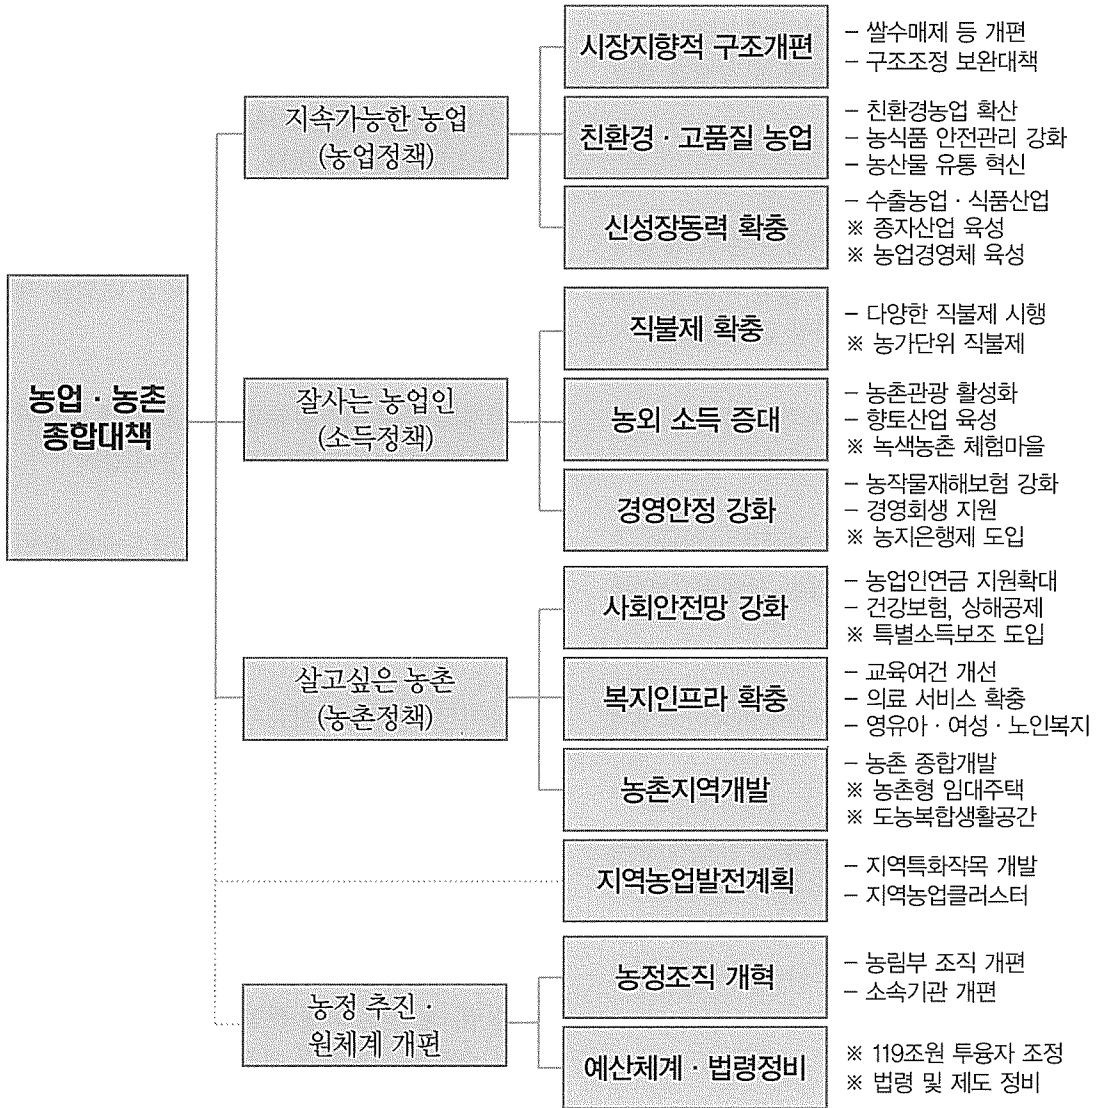 농업 · 농촌
종합대책
지속가능한 농업
(농업정책)
시장지향적 구조개편
– 쌀수매제 등 개편
– 구조조정 보완대책
친환경 · 고품질 농업
– 친환경농업 확산
– 농식품 안전관리 강화
– 농산물 유통 혁신
신성장동력 확충
– 수출농업 · 식품산업
※ 종자산업 육성
※ 농업경영체 육성
잘사는 농업인
(소득정책)
직불제 확충
– 다양한 직불제 시행
※ 농가단위 직불제
농외 소득 증대
– 농촌관광 활성화
– 향토산업 육성
※ 녹색농촌 체험마을
경영안정 강화
– 농작물재해보험 강화
– 경영회생 지원
※ 농지은행제 도입
살고싶은 농촌
(농촌정책)
사회안전망 강화
– 농업인연금 지원확대
– 건강보험, 상해공제
※ 특별소득보조 도입
복지인프라 확충
– 교육여건 개선
– 의료 서비스 확충
– 영유아 · 여성 · 노인복지
농촌지역개발
– 농촌 종합개발
※ 농촌형 임대주택
※ 도농복합생활공간
지역농업발전계획
– 지역특화작목 개발
– 지역농업클러스터
농정 추진 ·
원체계 개편
농정조직 개혁
– 농림부 조직 개편
– 소속기관 개편
예산체계 · 법령정비
※ 119조원 투융자 조정
※ 법령 및 제도 정비